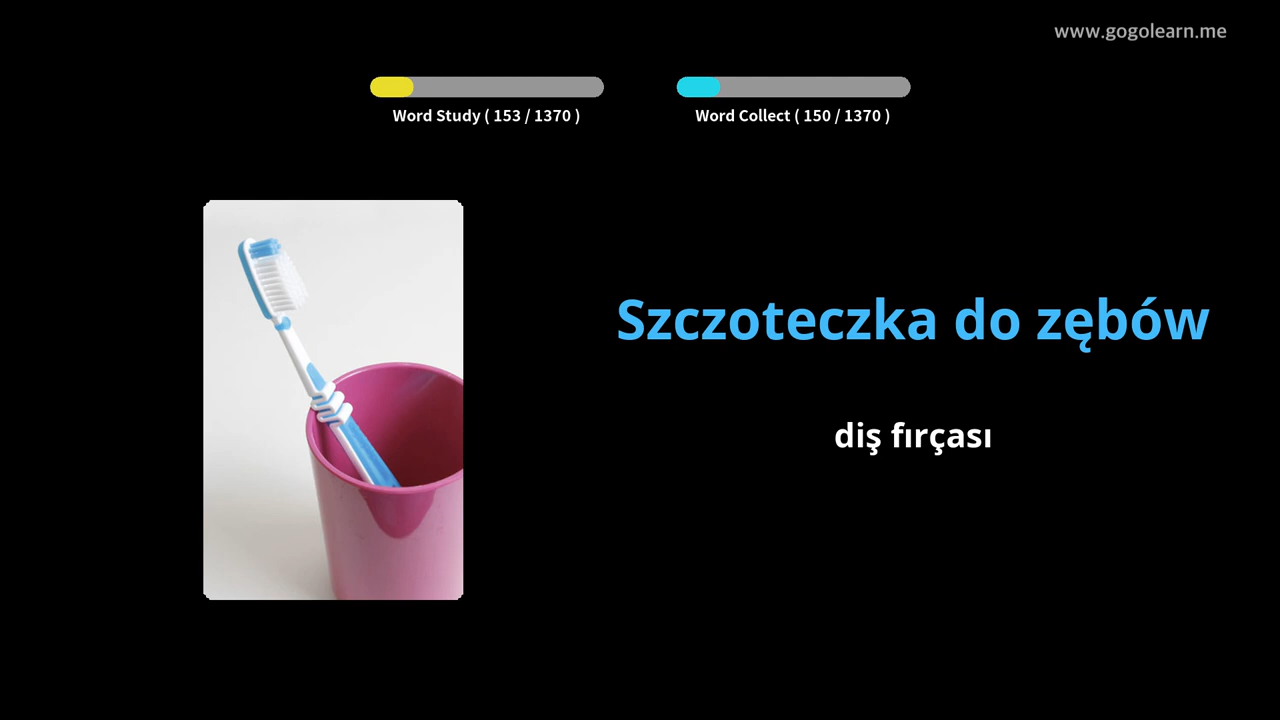 www.gogolearn.me
Word Study ( 153 / 1370 )
Word Collect ( 150 / 1370 )
Szczoteczka do zębów
diş fırçası